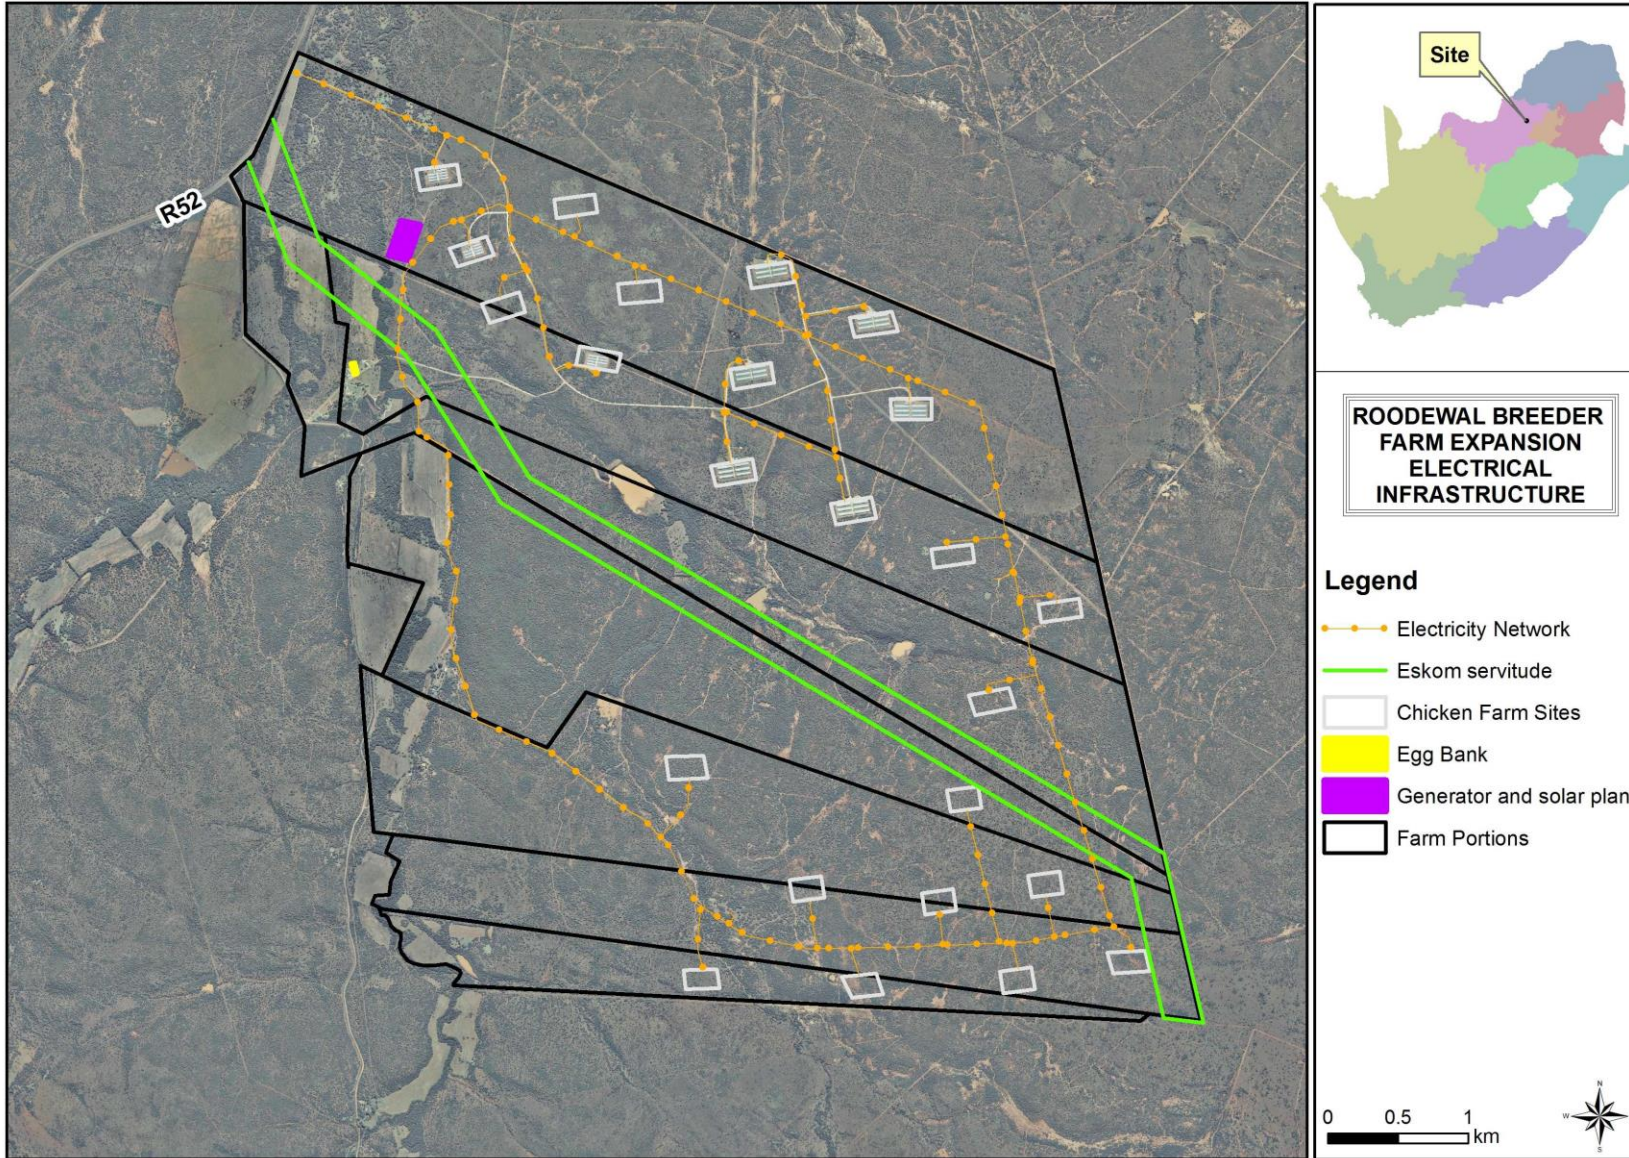 R52
Site
ROODEWAL BREEDER
FARM EXPANSION
ELECTRICAL
INFRASTRUCTURE
Legend
Electricity Network
Eskom servitude
Chicken Farm Sites
Egg Bank
Generator and solar plan
Farm Portions
0 0.5 1
km
N
W
S